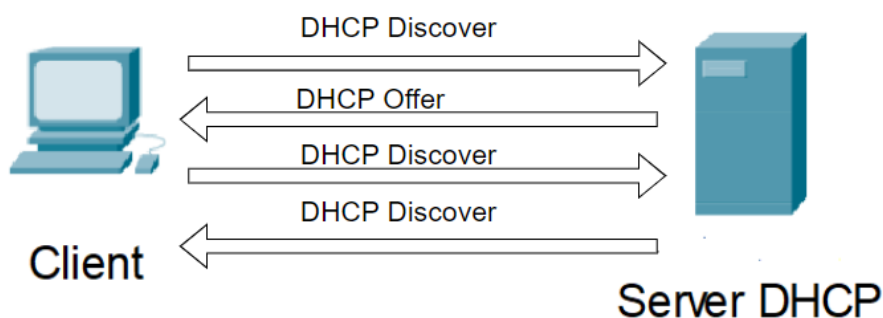 DHCP Discover
DHCP Offer
DHCP Discover
DHCP Discover
Client
Server DHCP